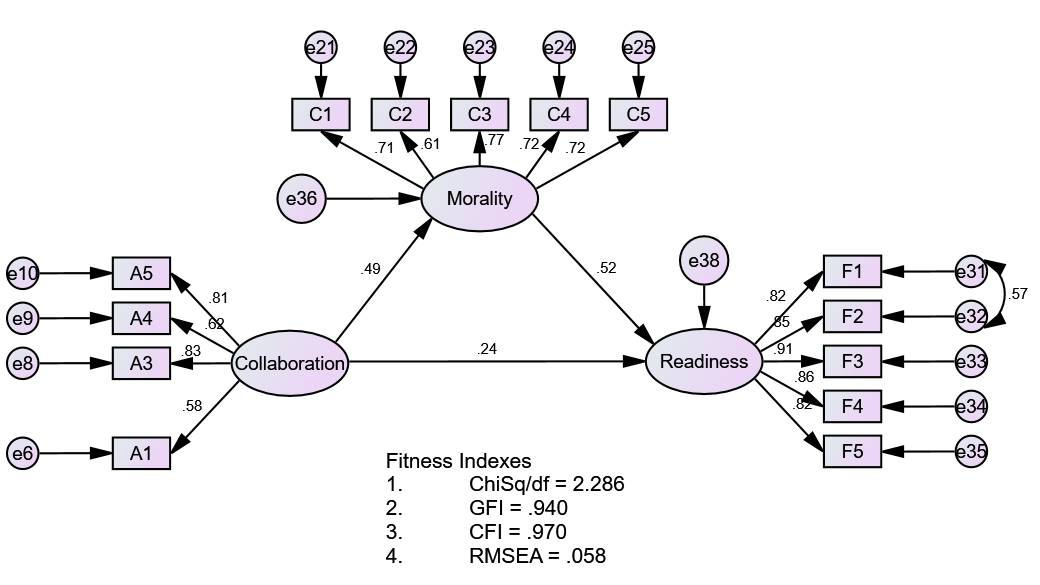 e21 e22 e23 e24 e25
C1 C2 C3 C4 C5
.71 .61 .77 .72 .72
e36 Morality
.49 .52
e38
e10 A5
e9 A4
e8 A3
e6 A1
.81
.62
.83
.58
Collaboration
.24
Readiness
.82
.85
.91
.86
.82
F1 e31
F2 e32
F3 e33
F4 e34
F5 e35
.57
Fitness Indexes
1. ChiSq/df = 2.286
2. GFI = .940
3. CFI = .970
4. RMSEA = .058